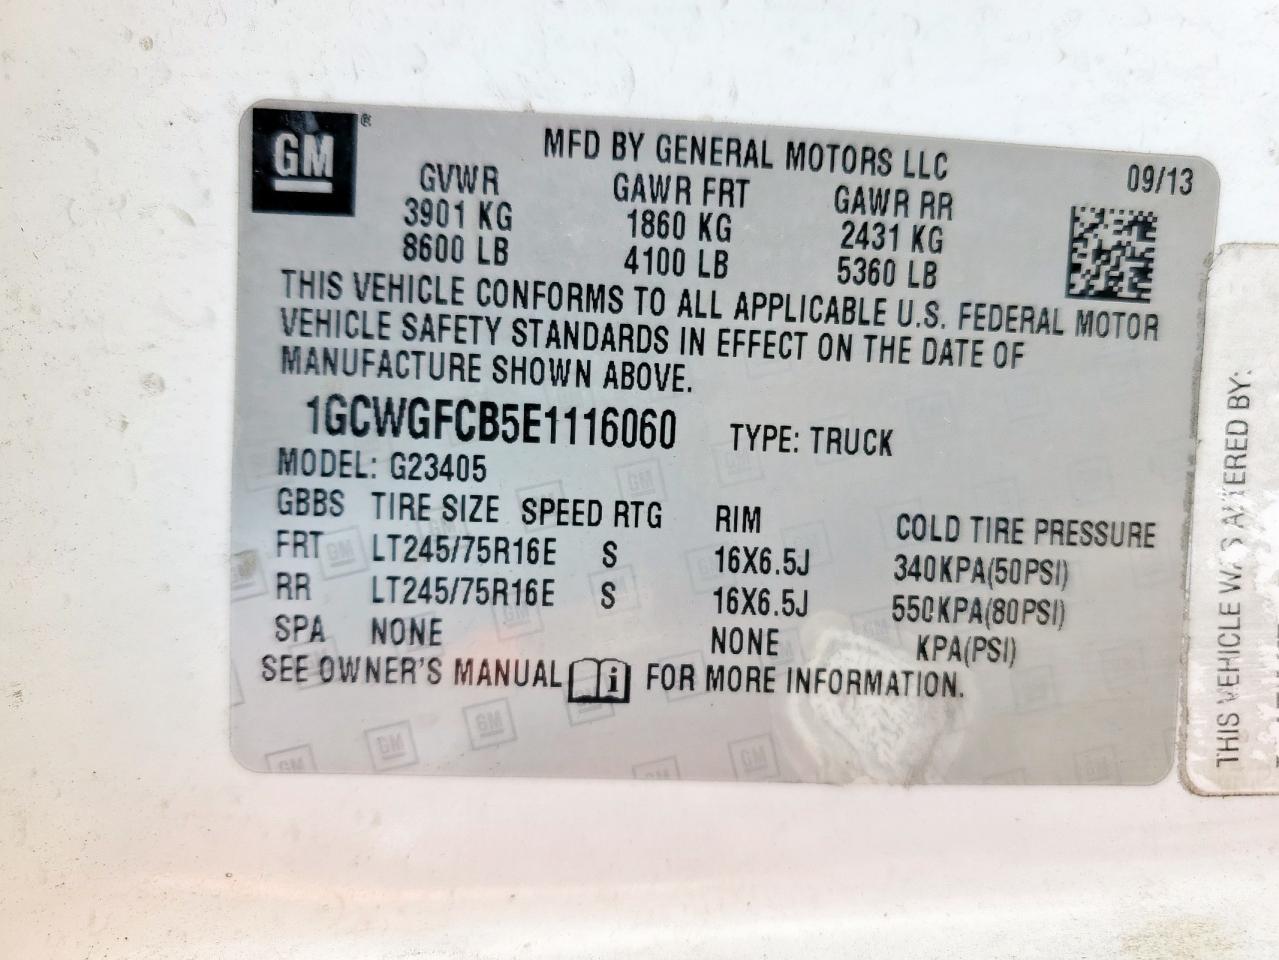 GM ®
MFD BY GENERAL MOTORS LLC
09/13
GVWR GAWR FRT GAWR RR
3901 KG 1860 KG 2431 KG
8600 LB 4100 LB 5360 LB
THIS VEHICLE CONFORMS TO ALL APPLICABLE U.S. FEDERAL MOTOR
VEHICLE SAFETY STANDARDS IN EFFECT ON THE DATE OF
MANUFACTURE SHOWN ABOVE.
1GCWGFCB5E1116060 TYPE: TRUCK
MODEL: G23405
GBBS TIRE SIZE SPEED RTG RIM COLD TIRE PRESSURE
FRT LT245/75R16E S 16X6.5J 340KPA(50PSI)
RR LT245/75R16E S 16X6.5J 550KPA(80PSI)
SPA NONE NONE KPA(PSI)
SEE OWNER'S MANUAL i FOR MORE INFORMATION.
THIS VEHICLE WAS ALTERED BY: